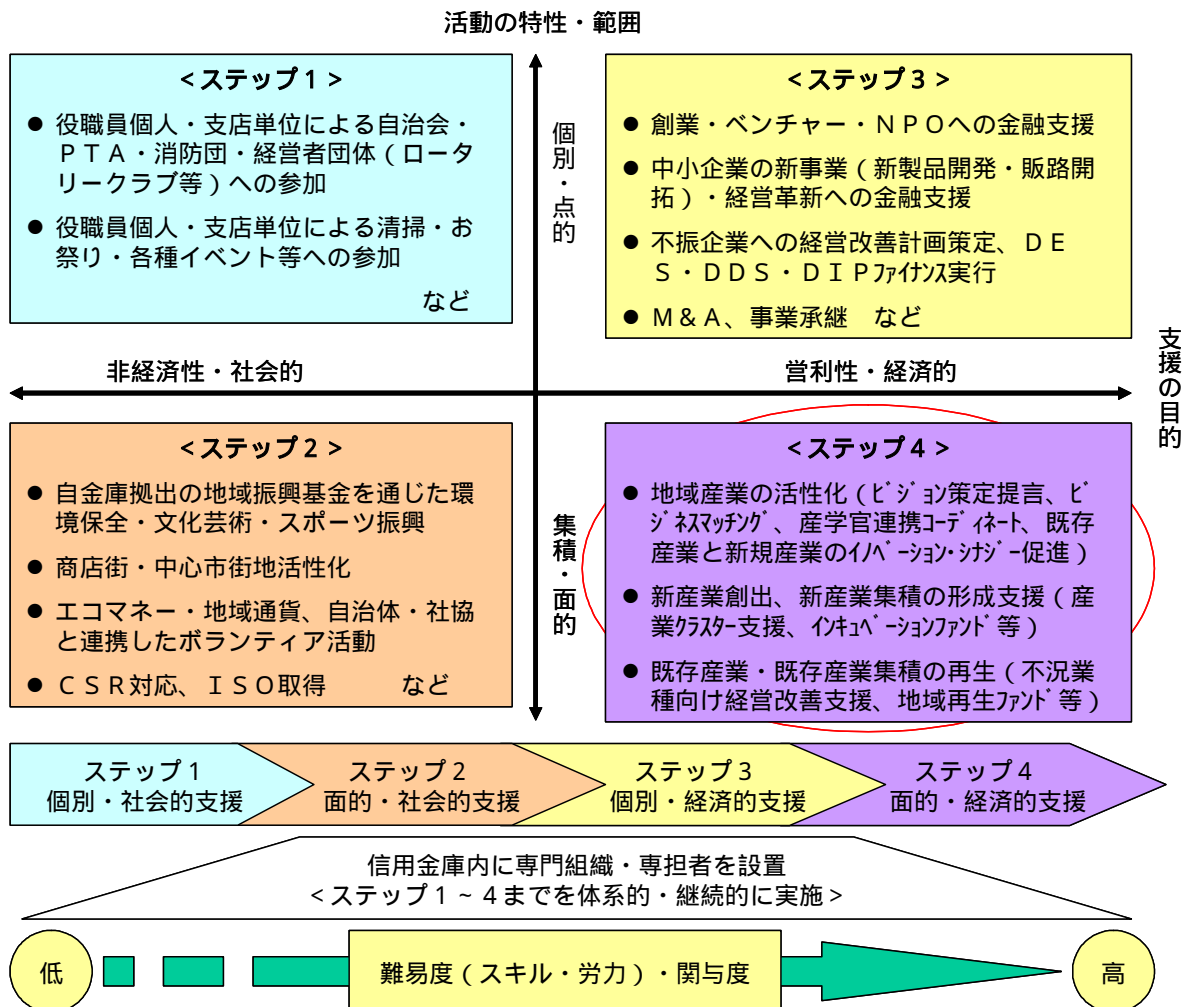 活動の特性・範囲
＜ステップ１＞
● 役職員個人・支店単位による自治会・
ＰＴＡ・消防団・経営者団体（ロータ
リークラブ等）への参加
● 役職員個人・支店単位による清掃・お
祭り・各種イベント等への参加
など
個別・点的
＜ステップ３＞
● 創業・ベンチャー・ＮＰＯへの金融支援
● 中小企業の新事業（新製品開発・販路開
拓）・経営革新への金融支援
● 不振企業への経営改善計画策定、ＤＥ
Ｓ・ＤＤＳ・ＤＩＰﾌｧｲﾅﾝｽ実行
● Ｍ＆Ａ、事業承継　など
非経済性・社会的
営利性・経済的
支援の目的
＜ステップ２＞
● 自金庫拠出の地域振興基金を通じた環
境保全・文化芸術・スポーツ振興
● 商店街・中心市街地活性化
● エコマネー・地域通貨、自治体・社協
と連携したボランティア活動
● ＣＳＲ対応、ＩＳＯ取得　　　など
集積・面的
＜ステップ４＞
● 地域産業の活性化（ﾋﾞｼﾞｮﾝ策定提言、ﾋﾞ
ｼﾞﾈｽﾏｯﾁﾝｸﾞ、産学官連携ｺｰﾃﾞｨﾈｰﾄ、既存
産業と新規産業のｲﾉﾍﾞｰｼｮﾝ・ｼﾅｼﾞｰ促進）
● 新産業創出、新産業集積の形成支援（産
業ｸﾗｽﾀｰ支援、ｲﾝｷｭﾍﾞｰｼｮﾝﾌｧﾝﾄﾞ等）
● 既存産業・既存産業集積の再生（不況業
種向け経営改善支援、地域再生ﾌｧﾝﾄﾞ等）
ステップ１
個別・社会的支援
ステップ２
面的・社会的支援
ステップ３
個別・経済的支援
ステップ４
面的・経済的支援
信用金庫内に専門組織・専担者を設置
＜ステップ１～４までを体系的・継続的に実施＞
低
難易度（スキル・労力）・関与度
高